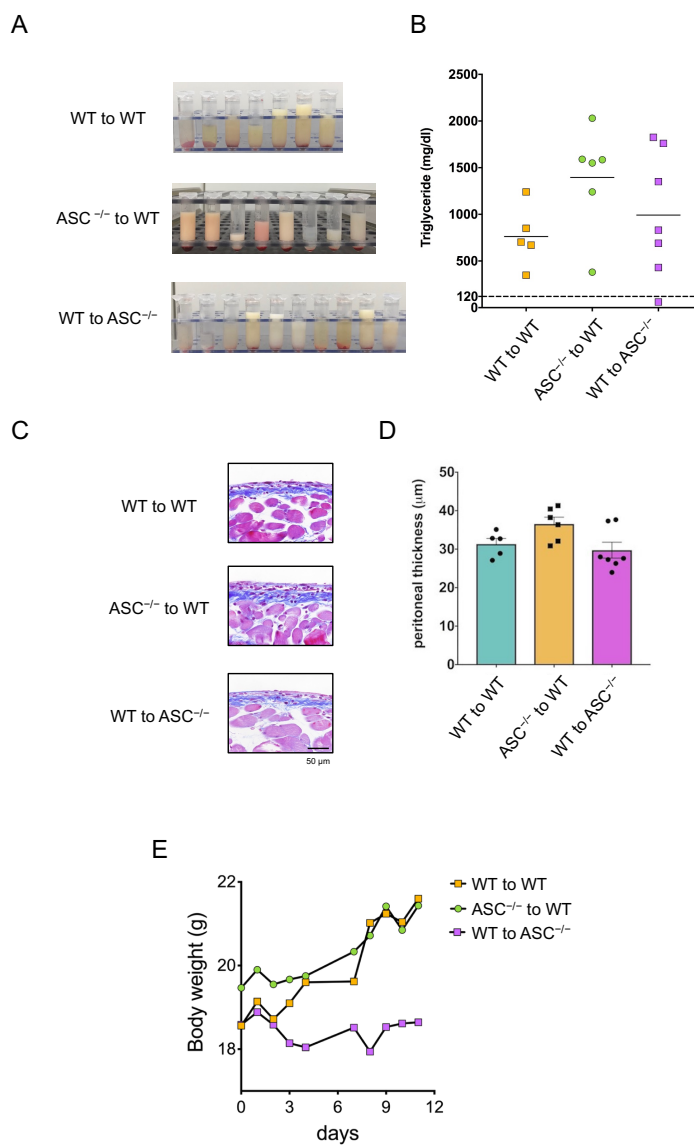 A
WT to WT
ASC⁻/⁻ to WT
WT to ASC⁻/⁻
B
Triglyceride (mg/dl)
2500
2000
1500
1000
500
120
0
WT to WT
ASC⁻/⁻ to WT
WT to ASC⁻/⁻
C
WT to WT
ASC⁻/⁻ to WT
WT to ASC⁻/⁻
50 μm
D
peritoneal thickness (μm)
50
40
30
20
10
0
WT to WT
ASC⁻/⁻ to WT
WT to ASC⁻/⁻
E
Body weight (g)
22
20
18
0
3
6
9
12
days
WT to WT
ASC⁻/⁻ to WT
WT to ASC⁻/⁻